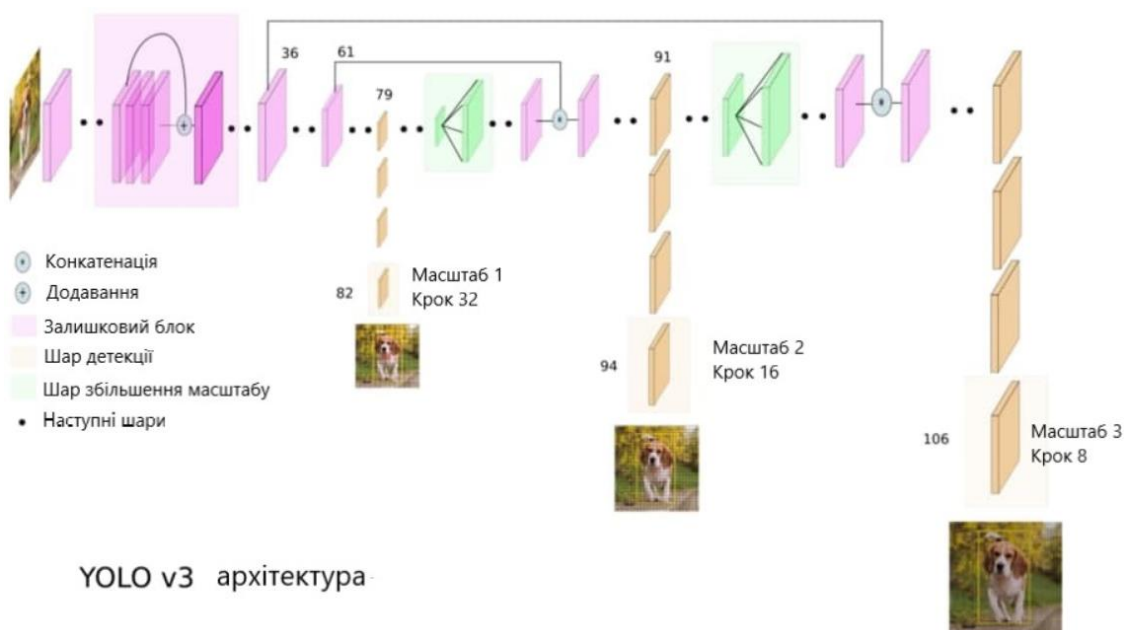 36
61
79
91
Конкатенація
Додавання
Залишковий блок
Шар детекції
Шар збільшення масштабу
Наступні шари
82
Масштаб 1
Крок 32
94
Масштаб 2
Крок 16
106
Масштаб 3
Крок 8
YOLO v3 архітектура